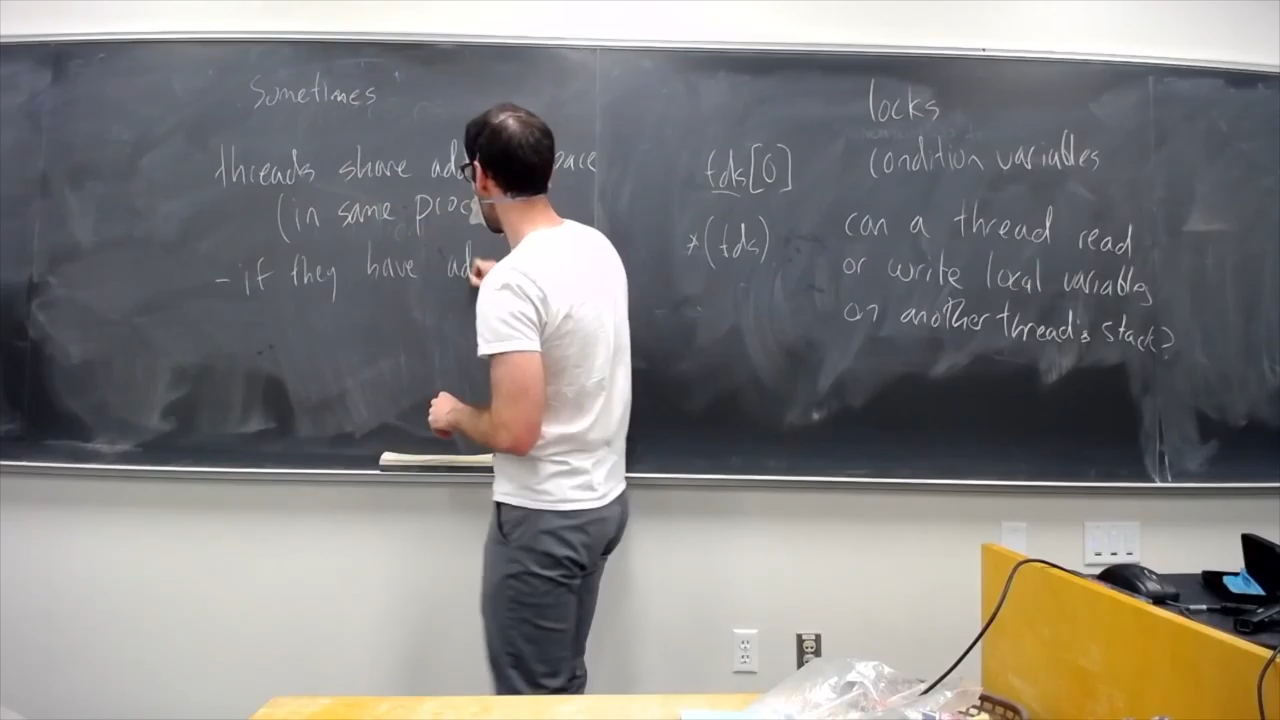 Sometimes
threads share ad ace
(in same proc
- if they have ad
fds[0]
*(fds)
locks
condition variables
can a thread read
or write local variables
on another thread's stack?